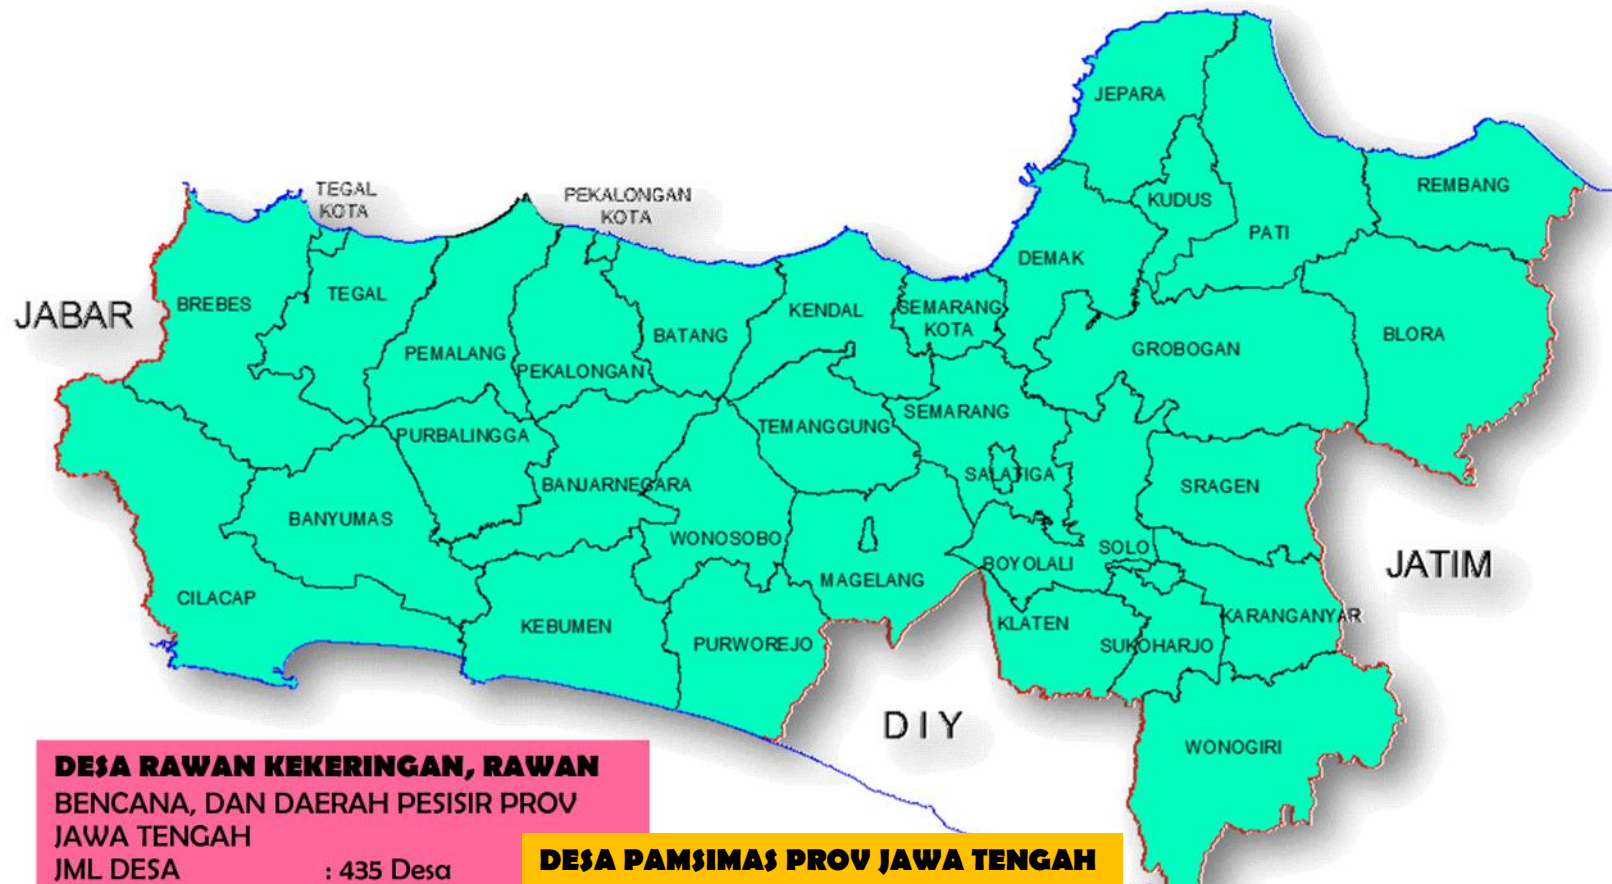 JEPARA
TEGAL
KOTA
PEKALONGAN
KOTA
KUDUS
REMBANG
PATI
DEMAK
JABAR
BREBES
TEGAL
KENDAL
SEMARANG
KOTA
BATANG
BLORA
PEMALANG
GROBOGAN
PEKALONGAN
SEMARANG
TEMANGGUNG
PURBALINGGA
SALATIGA
BANJARNEGARA
SRAGEN
BANYUMAS
WONOSOBO
SOLO
BOYOLALI
JATIM
MAGELANG
CILACAP
KEBUMEN
KLATEN
KARANGANYAR
PURWOREJO
SUKOHARJO
DIY
WONOGIRI
DESA RAWAN KEKERINGAN, RAWAN
BENCANA, DAN DAERAH PESISIR PROV
JAWA TENGAH
JML DESA : 435 Desa
DESA PAMSIMAS PROV JAWA TENGAH